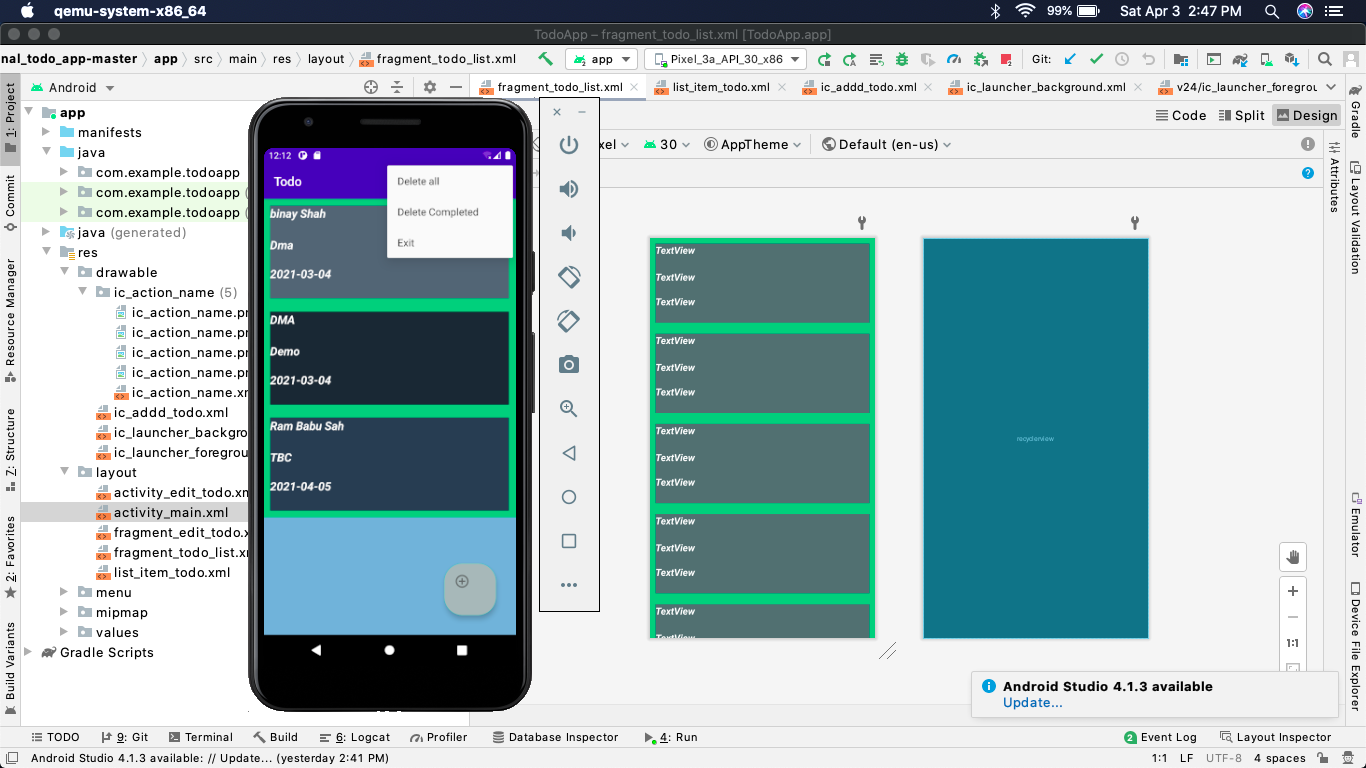 qemu-system-x86_64
99%
Sat Apr 3 2:47 PM
TodoApp – fragment_todo_list.xml [TodoApp.app]
nal_todo_app-master
app
src
main
res
layout
fragment_todo_list.xml
app
Pixel_3a_API_30_x86
Git:
1: Project
Android
fragment_todo_list.xml
list_item_todo.xml
ic_addd_todo.xml
ic_launcher_background.xml
v24/ic_launcher_foregrou
Gradle
Code
Split
Design
xel
30
AppTheme
Default (en-us)
Attributes
Layout Validation
Emulator
Device File Explorer
Commit
Resource Manager
Z: Structure
2: Favorites
Build Variants
app
manifests
java
com.example.todoapp
com.example.todoapp (
com.example.todoapp (
java (generated)
res
drawable
ic_action_name (5)
ic_action_name.pr
ic_action_name.pr
ic_action_name.pr
ic_action_name.pr
ic_action_name.x
ic_addd_todo.xml
ic_launcher_backgro
ic_launcher_foregrou
layout
activity_edit_todo.xm
activity_main.xml
fragment_edit_todo.x
fragment_todo_list.x
list_item_todo.xml
menu
mipmap
values
Gradle Scripts
12:12
Todo
Delete all
Delete Completed
Exit
binay Shah
Dma
2021-03-04
DMA
Demo
2021-03-04
Ram Babu Sah
TBC
2021-04-05
TextView
TextView
TextView
TextView
TextView
TextView
TextView
TextView
TextView
TextView
TextView
TextView
TextView
TextView
recyclerview
1:1
Android Studio 4.1.3 available
Update...
TODO
9: Git
Terminal
Build
6: Logcat
Profiler
Database Inspector
4: Run
2 Event Log
Layout Inspector
Android Studio 4.1.3 available: // Update... (yesterday 2:41 PM)
1:1
LF
UTF-8
4 spaces